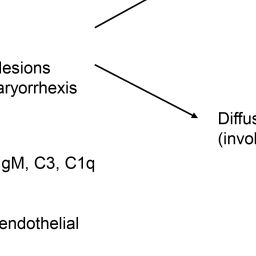 lesions
aryorrhexis
Diffus
(invol
gM, C3, C1q
endothelial